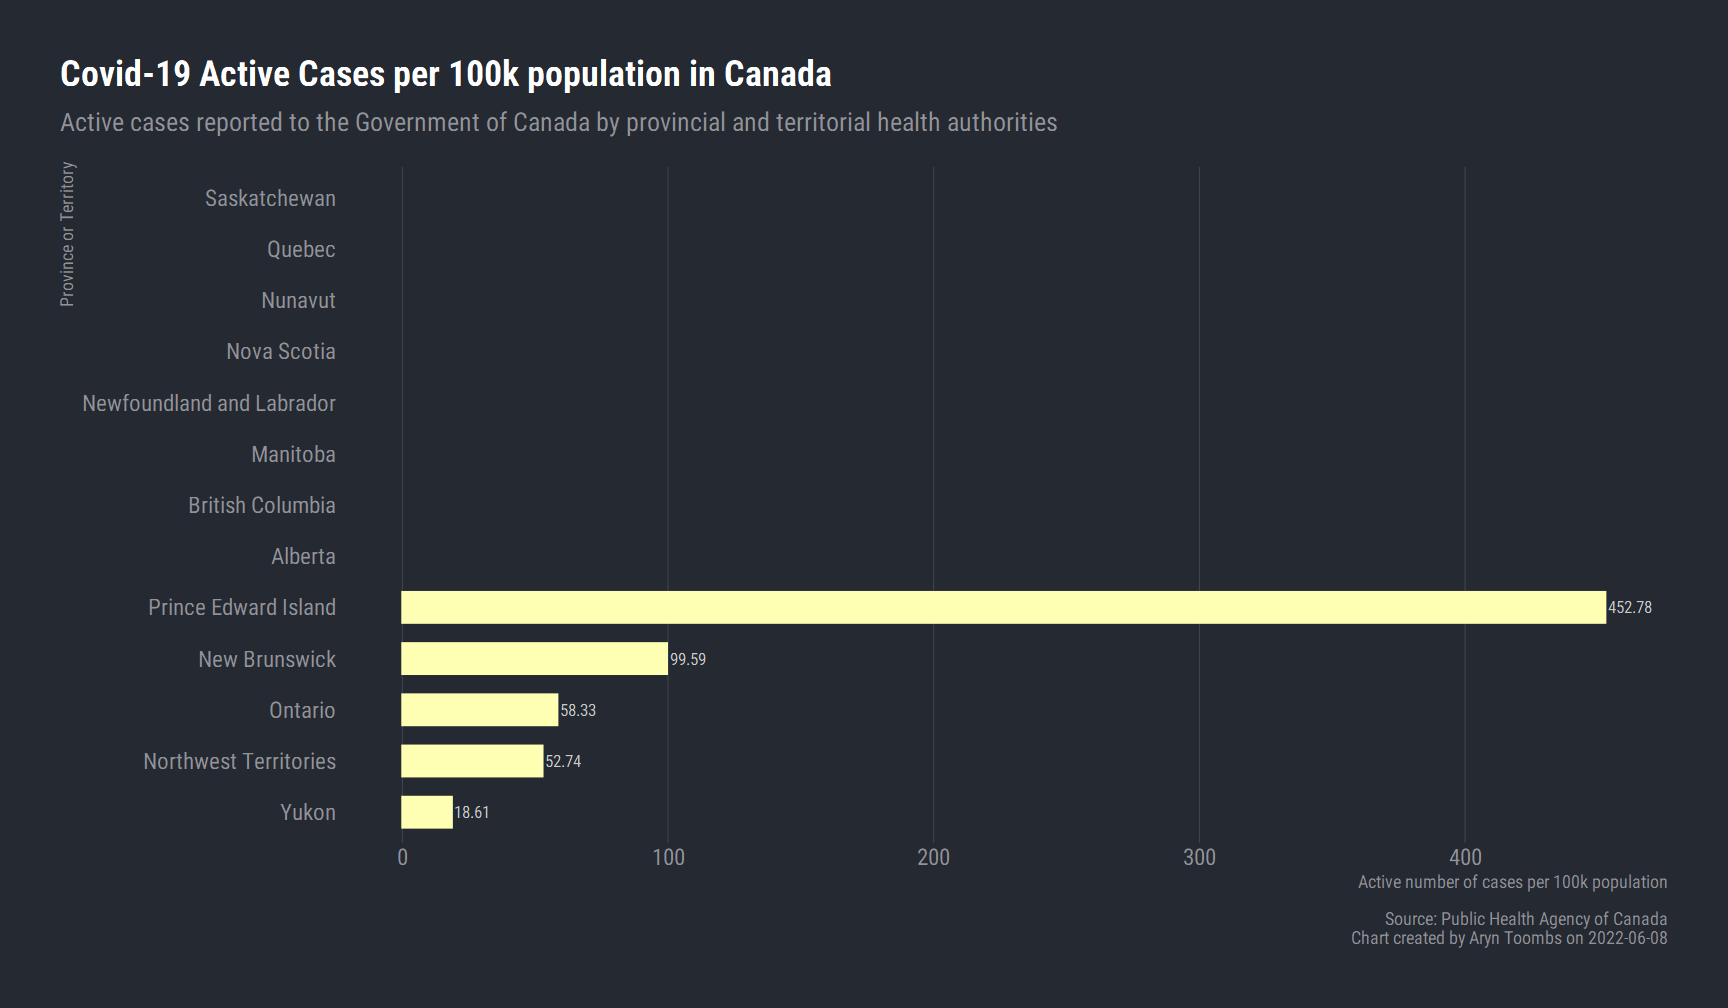 Covid-19 Active Cases per 100k population in Canada
Active cases reported to the Government of Canada by provincial and territorial health authorities
Province or Territory
Saskatchewan
Quebec
Nunavut
Nova Scotia
Newfoundland and Labrador
Manitoba
British Columbia
Alberta
Prince Edward Island 452.78
New Brunswick 99.59
Ontario 58.33
Northwest Territories 52.74
Yukon 18.61
0 100 200 300 400
Active number of cases per 100k population
Source: Public Health Agency of Canada
Chart created by Aryn Toombs on 2022-06-08